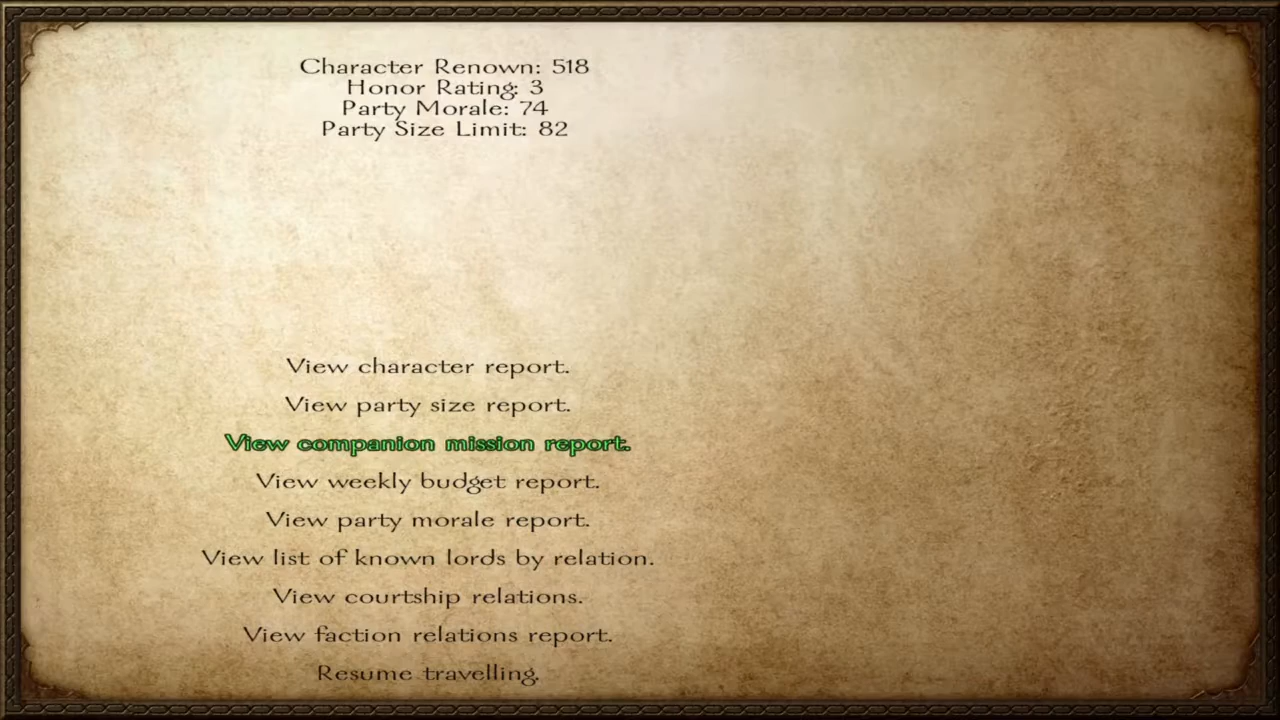 Character Renown: 518
Honor Rating: 3
Party Morale: 74
Party Size Limit: 82
View character report.
View party size report.
View companion mission report.
View weekly budget report.
View party morale report.
View list of known lords by relation.
View courtship relations.
View faction relations report.
Resume travelling.